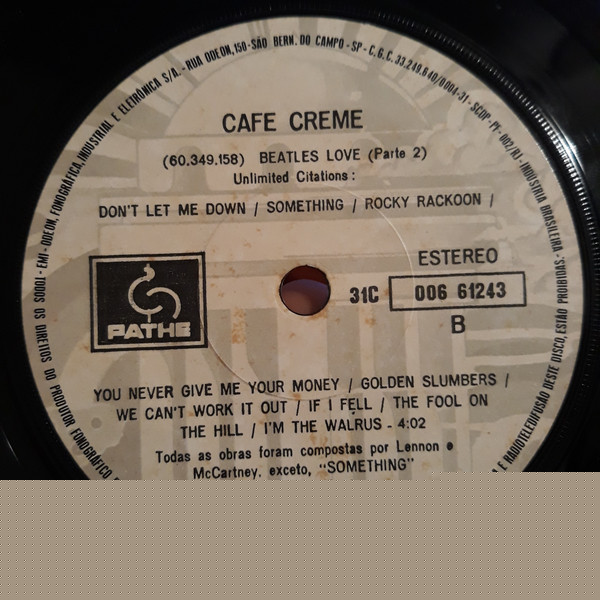 EMI - ODEON, FONOGRÁFICA, INDUSTRIAL E ELETRÔNICA S/A. - RUA ODEON, 150 - SÃO BERN. DO CAMPO - SP - C.G.C. 33.249.640/0004-31 - SCDP-PF-002/RJ - INDÚSTRIA BRASILEIRA
CAFE CREME
(60.349.158) BEATLES LOVE (Parte 2)
Unlimited Citations:
DON'T LET ME DOWN / SOMETHING / ROCKY RACKOON /
ESTEREO
31C 006 61243
B
PATHE
YOU NEVER GIVE ME YOUR MONEY / GOLDEN SLUMBERS /
WE CAN'T WORK IT OUT / IF I FELL / THE FOOL ON
THE HILL / I'M THE WALRUS - 4:02
Todas as obras foram compostas por Lennon e
McCartney. exceto, "SOMETHING"
TODOS OS DIREITOS DO PRODUTOR FONOGRÁFICO
E RADIOTELEDIFUSÃO DESTE DISCO, ESTÃO PROIBIDAS.